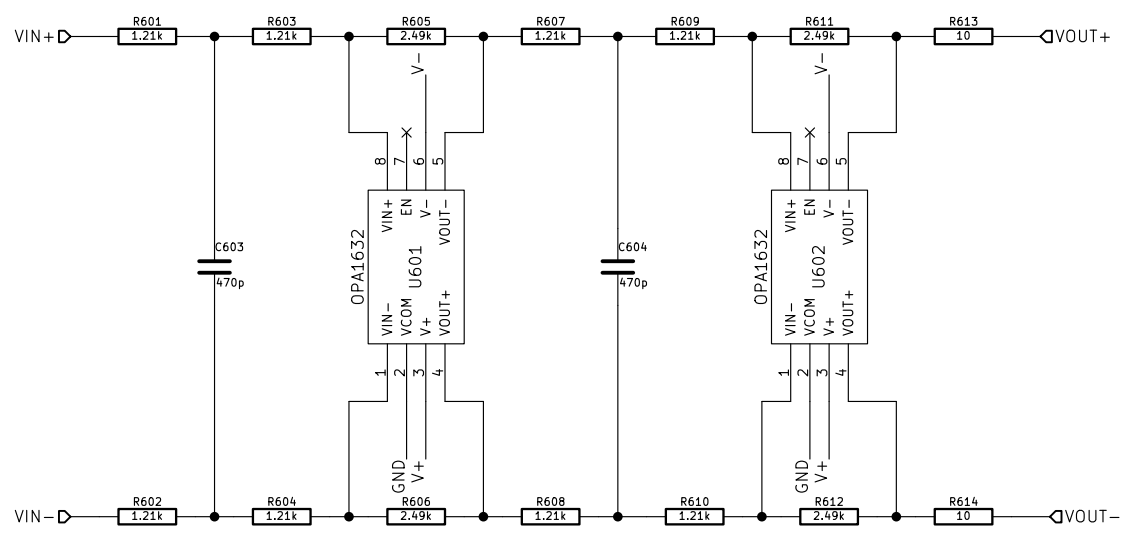 R601 R603 R605 R607 R609 R611 R613
VIN+ 1.21k 1.21k 2.49k 1.21k 1.21k 2.49k 10 VOUT+
V- V-
8 7 6 5 8 7 6 5
VIN+ EN V- VOUT- VIN+ EN V- VOUT-
C603 OPA1632 U601 C604 OPA1632 U602
470p 470p
VIN- VCOM V+ VOUT+ VIN- VCOM V+ VOUT+
1 2 3 4 1 2 3 4
GND V+ GND V+
R602 R604 R606 R608 R610 R612 R614
VIN- 1.21k 1.21k 2.49k 1.21k 1.21k 2.49k 10 VOUT-